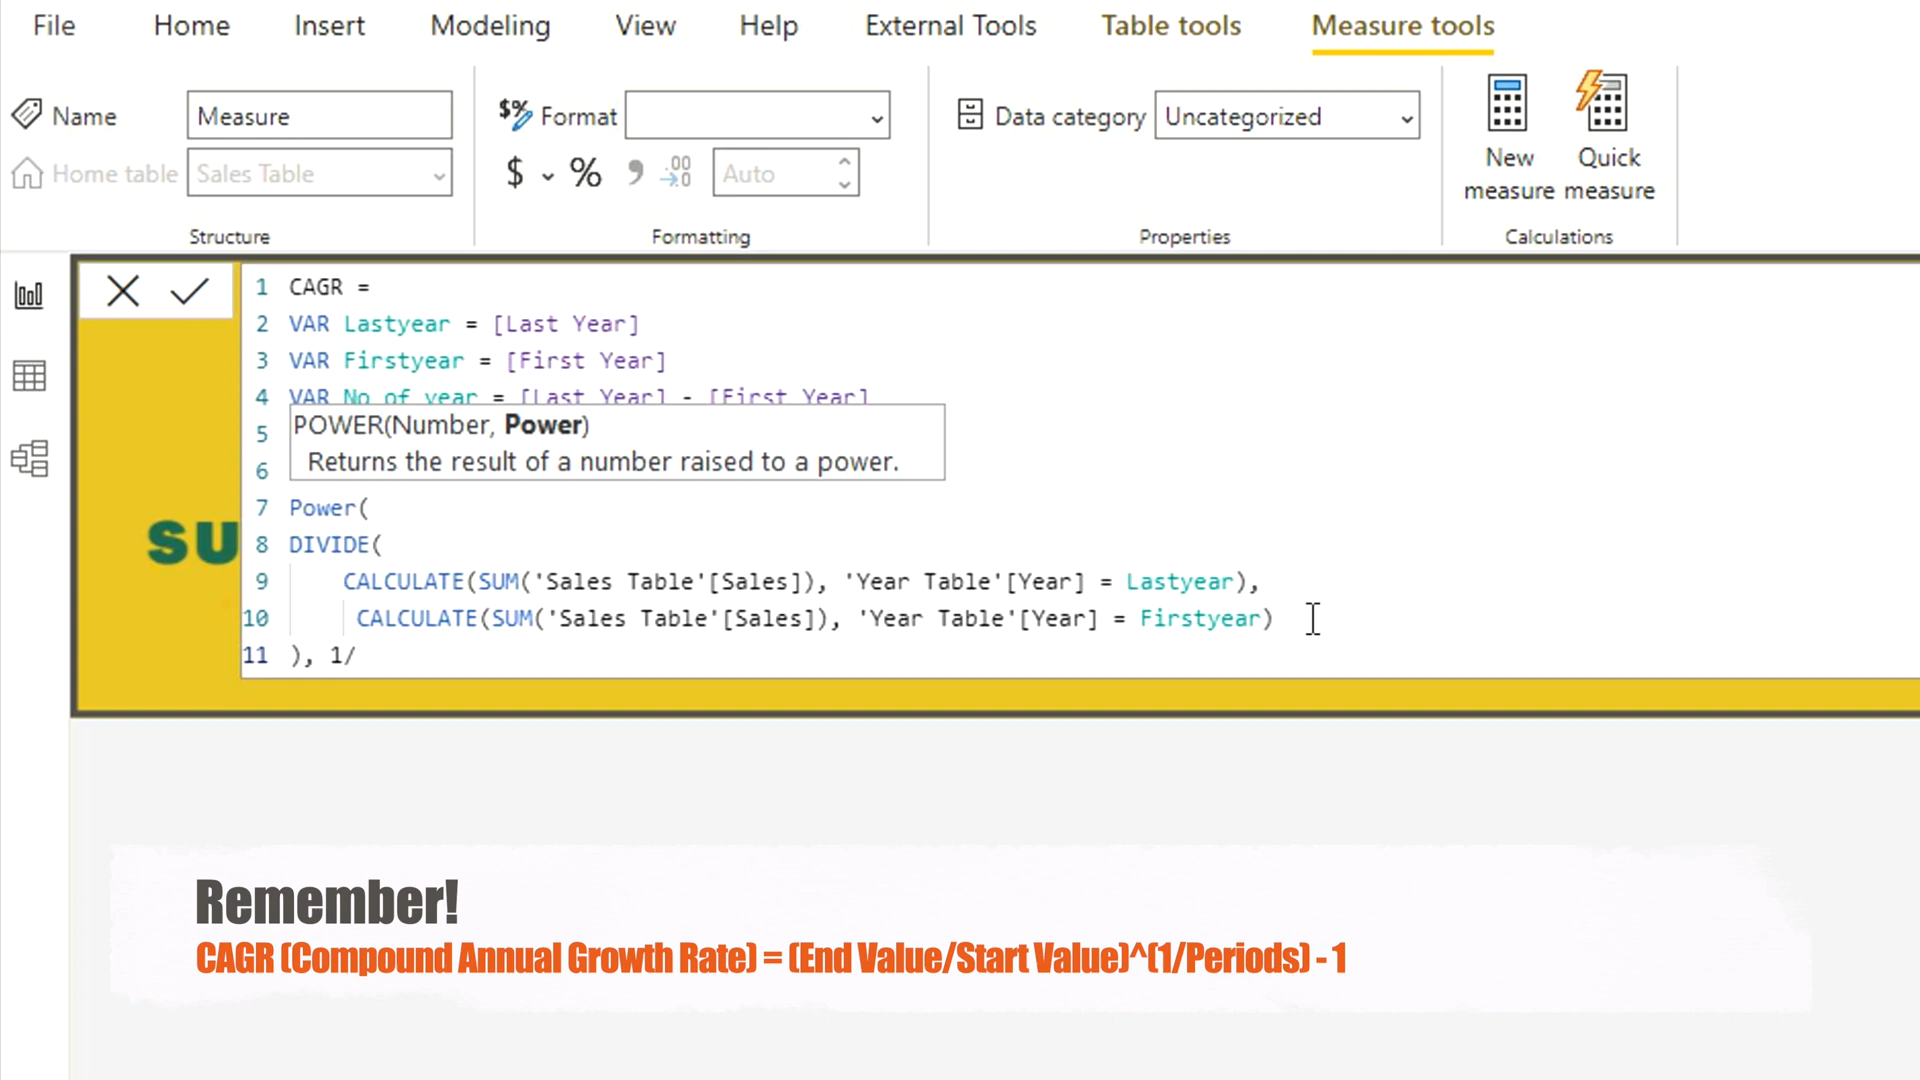 File Home Insert Modeling View Help External Tools Table tools Measure tools
Name Measure
Home table Sales Table
Structure
$% Format
$ % , .00 →.0 Auto
Formatting
Data category Uncategorized
Properties
New measure
Quick measure
Calculations
SU
1 CAGR =
2 VAR Lastyear = [Last Year]
3 VAR Firstyear = [First Year]
4 VAR No_of_year = [Last Year] - [First Year]
5
6
POWER(Number, Power)
Returns the result of a number raised to a power.
7 Power(
8 DIVIDE(
9 CALCULATE(SUM('Sales Table'[Sales]), 'Year Table'[Year] = Lastyear),
10 CALCULATE(SUM('Sales Table'[Sales]), 'Year Table'[Year] = Firstyear)
11 ), 1/
Remember!
CAGR (Compound Annual Growth Rate) = (End Value/Start Value)^(1/Periods) - 1